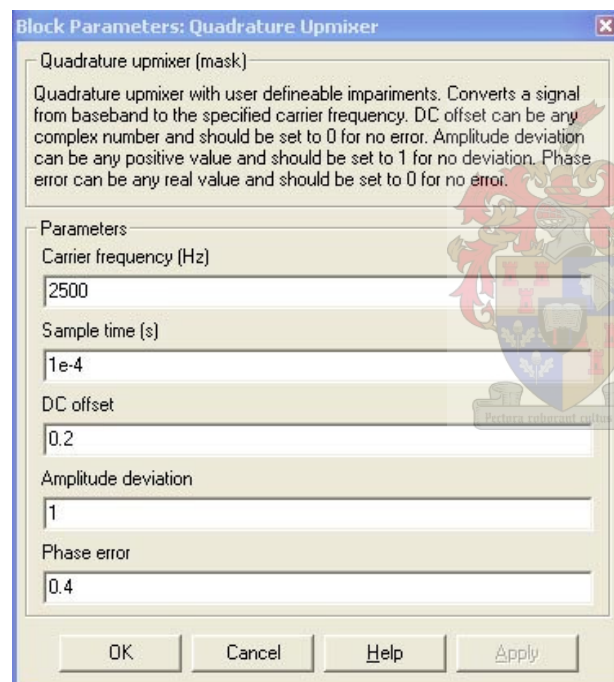 Block Parameters: Quadrature Upmixer
Quadrature upmixer (mask)
Quadrature upmixer with user defineable impariments. Converts a signal
from baseband to the specified carrier frequency. DC offset can be any
complex number and should be set to 0 for no error. Amplitude deviation
can be any positive value and should be set to 1 for no deviation. Phase
error can be any real value and should be set to 0 for no error.
Parameters
Carrier frequency (Hz)
2500
Sample time (s)
1e-4
DC offset
0.2
Pectora roborant cultus
Amplitude deviation
1
Phase error
0.4
OK Cancel Help Apply